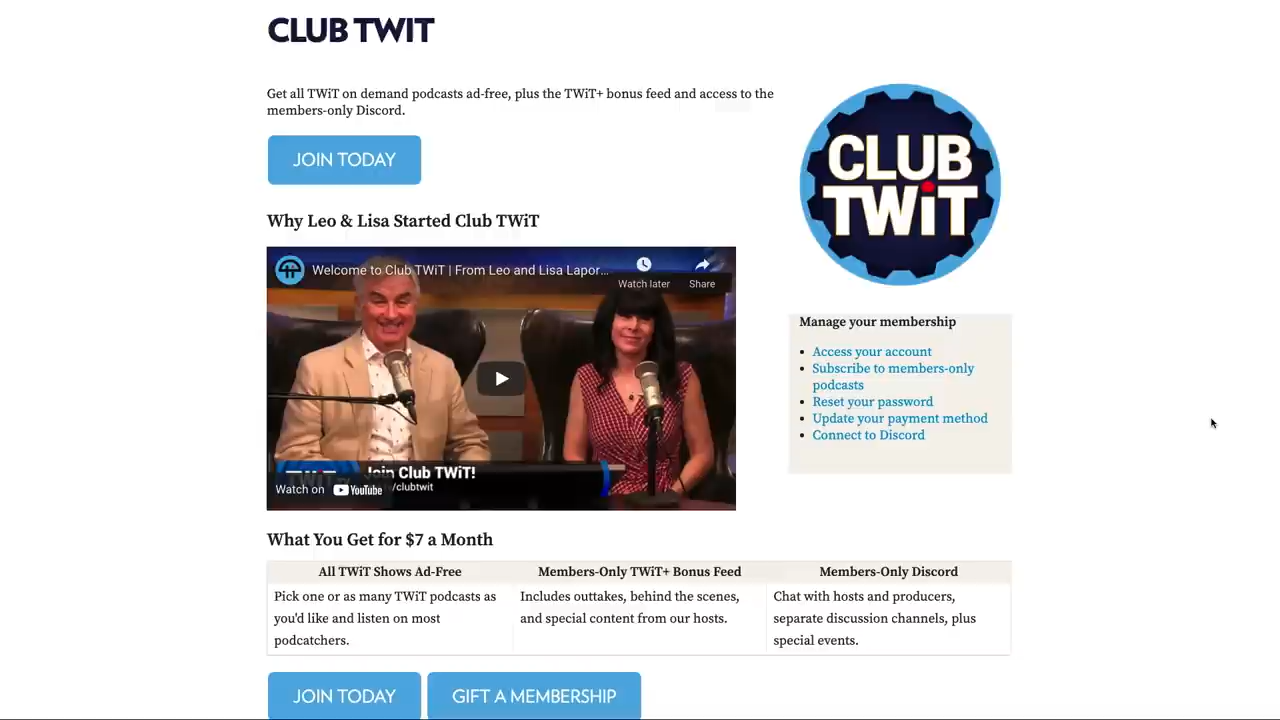 CLUB TWIT
Get all TWiT on demand podcasts ad-free, plus the TWiT+ bonus feed and access to the
members-only Discord.
JOIN TODAY
CLUB
TWiT
Why Leo & Lisa Started Club TWiT
Welcome to Club TWiT | From Leo and Lisa Lapor...
Watch later
Share
Join Club TWiT!
/clubtwit
Watch on YouTube
Manage your membership
• Access your account
• Subscribe to members-only
podcasts
• Reset your password
• Update your payment method
• Connect to Discord
What You Get for $7 a Month
All TWiT Shows Ad-Free
Pick one or as many TWiT podcasts as
you'd like and listen on most
podcatchers.
Members-Only TWiT+ Bonus Feed
Includes outtakes, behind the scenes,
and special content from our hosts.
Members-Only Discord
Chat with hosts and producers,
separate discussion channels, plus
special events.
JOIN TODAY
GIFT A MEMBERSHIP